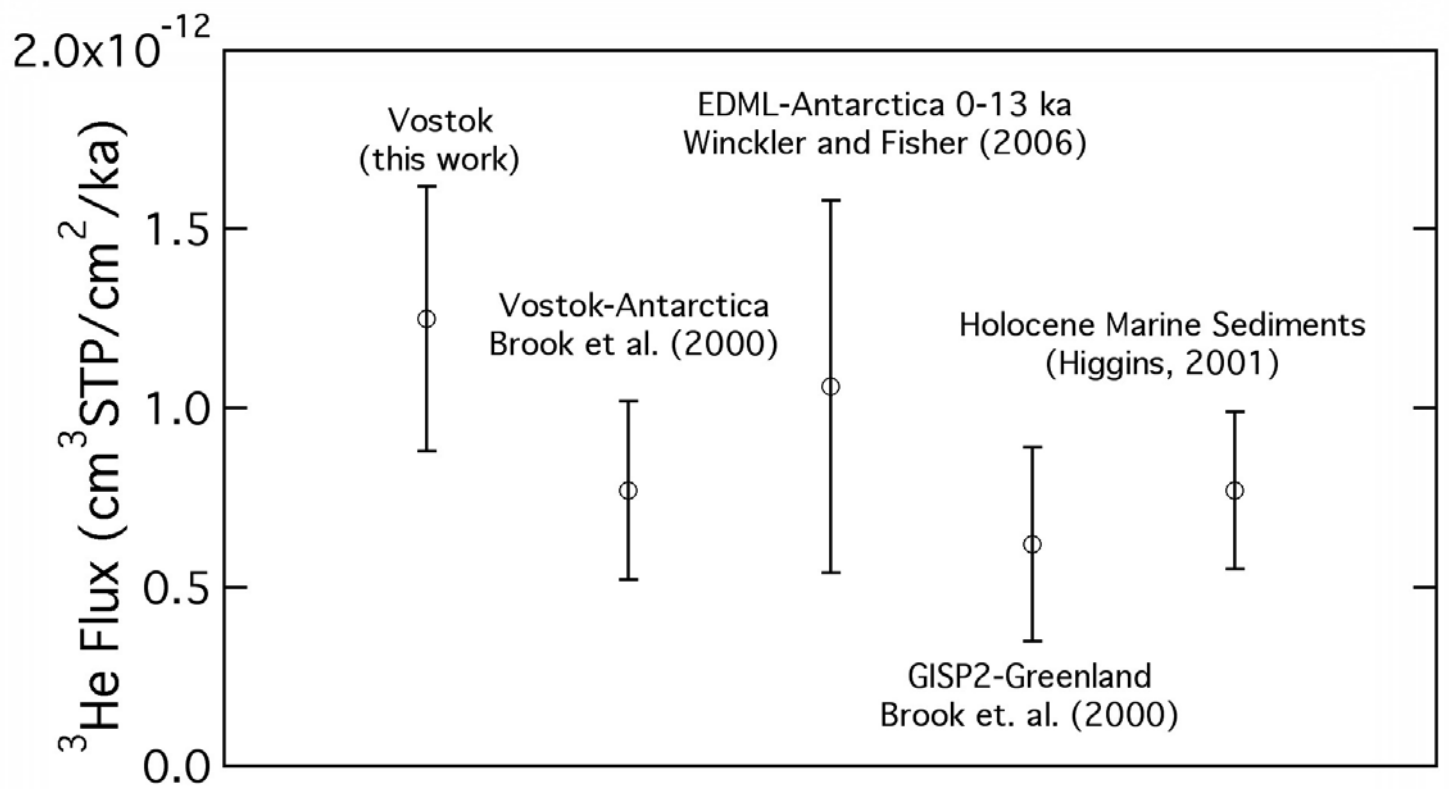 2.0x10-12
Vostok
(this work)
EDML-Antarctica 0-13 ka
Winckler and Fisher (2006)
1.5
Vostok-Antarctica
Brook et al. (2000)
Holocene Marine Sediments
(Higgins, 2001)
1.0
0.5
GISP2-Greenland
Brook et. al. (2000)
0.0
3He Flux (cm3STP/cm2/ka)